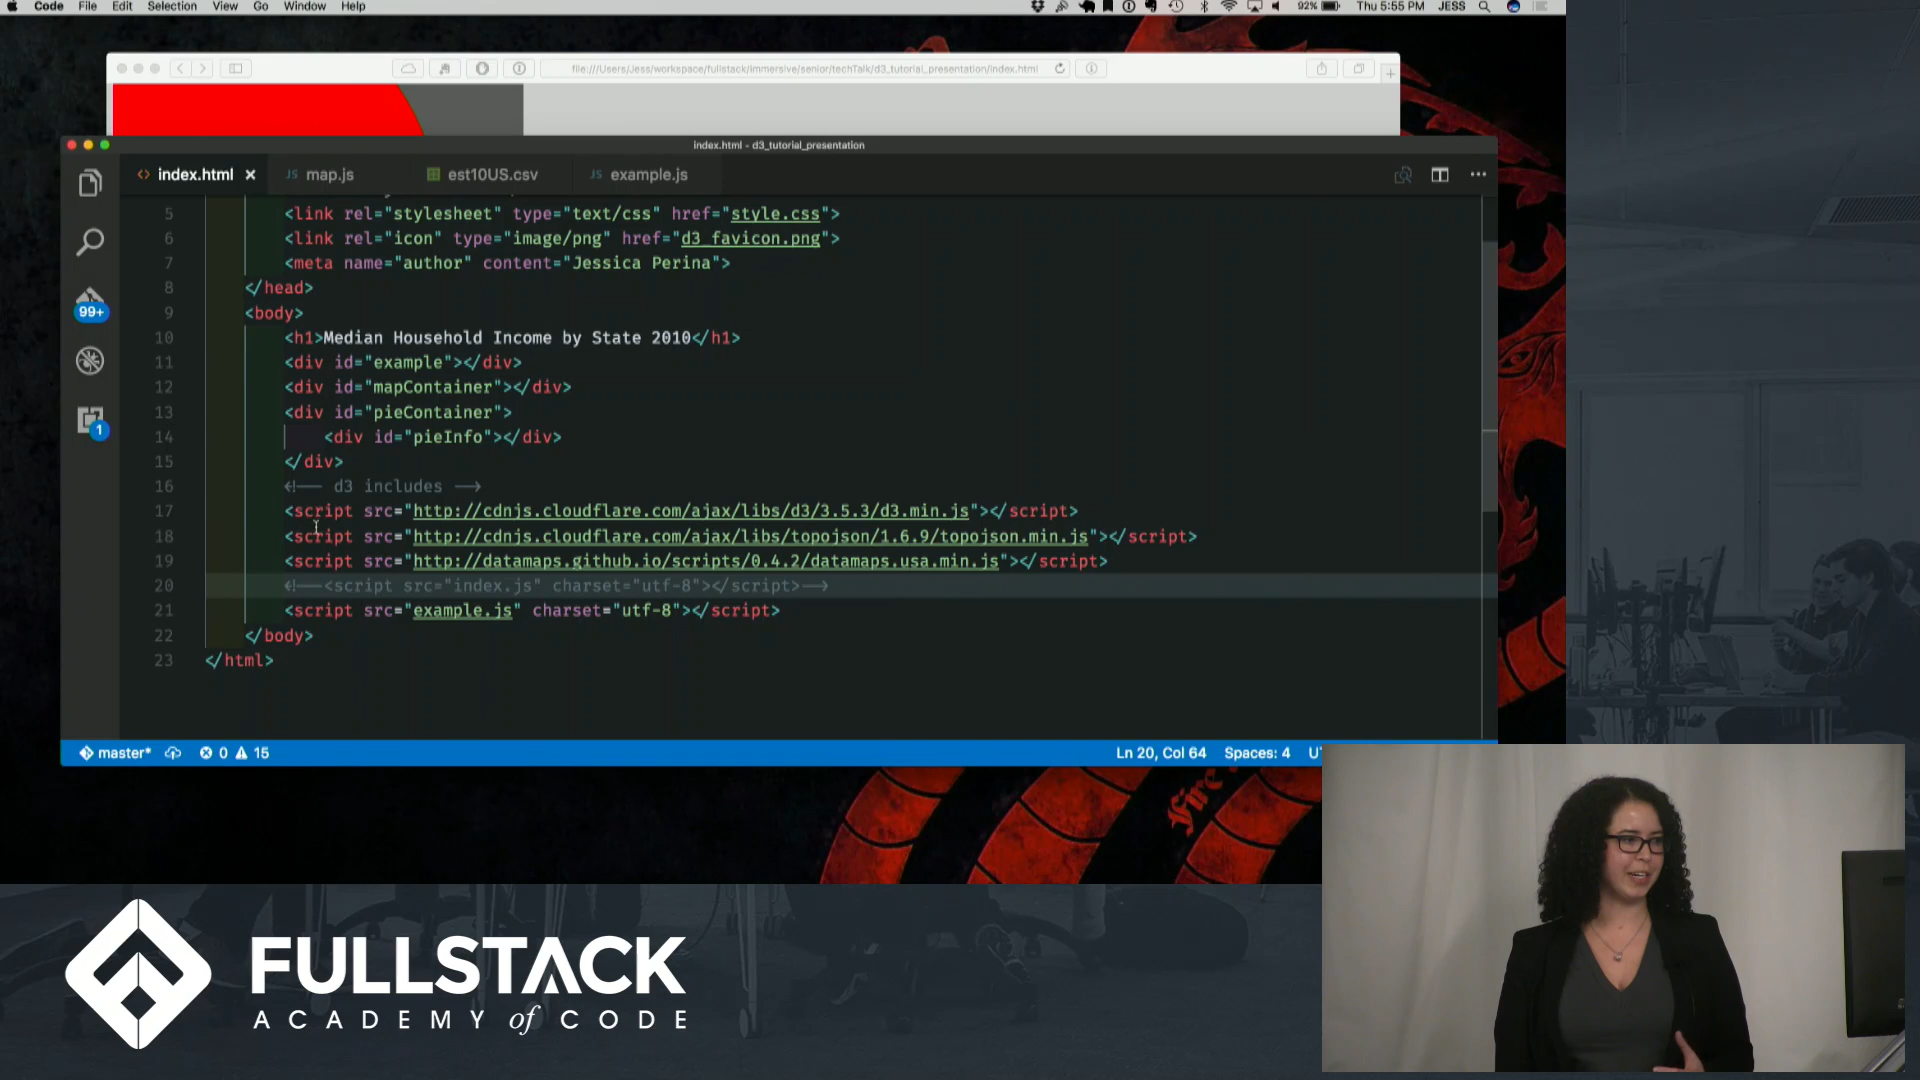 Code File Edit Selection View Go Window Help 92% Thu 5:55 PM JESS
file:///Users/Jess/workspace/fullstack/immersive/senior/techTalk/d3_tutorial_presentation/index.html
index.html - d3_tutorial_presentation
<> index.html × JS map.js est10US.csv JS example.js ...
5 <link rel="stylesheet" type="text/css" href="style.css">
6 <link rel="icon" type="image/png" href="d3_favicon.png">
7 <meta name="author" content="Jessica Perina">
8 </head>
9 <body>
10 <h1>Median Household Income by State 2010</h1>
11 <div id="example"></div>
12 <div id="mapContainer"></div>
13 <div id="pieContainer">
14 <div id="pieInfo"></div>
15 </div>
16 <!-- d3 includes -->
17 <script src="http://cdnjs.cloudflare.com/ajax/libs/d3/3.5.3/d3.min.js"></script>
18 <script src="http://cdnjs.cloudflare.com/ajax/libs/topojson/1.6.9/topojson.min.js"></script>
19 <script src="http://datamaps.github.io/scripts/0.4.2/datamaps.usa.min.js"></script>
20 <!--<script src="index.js" charset="utf-8"></script>-->
21 <script src="example.js" charset="utf-8"></script>
22 </body>
23 </html>
99+
1
master* 0 15 Ln 20, Col 64 Spaces: 4
Fire
FULLSTACK
ACADEMY of CODE